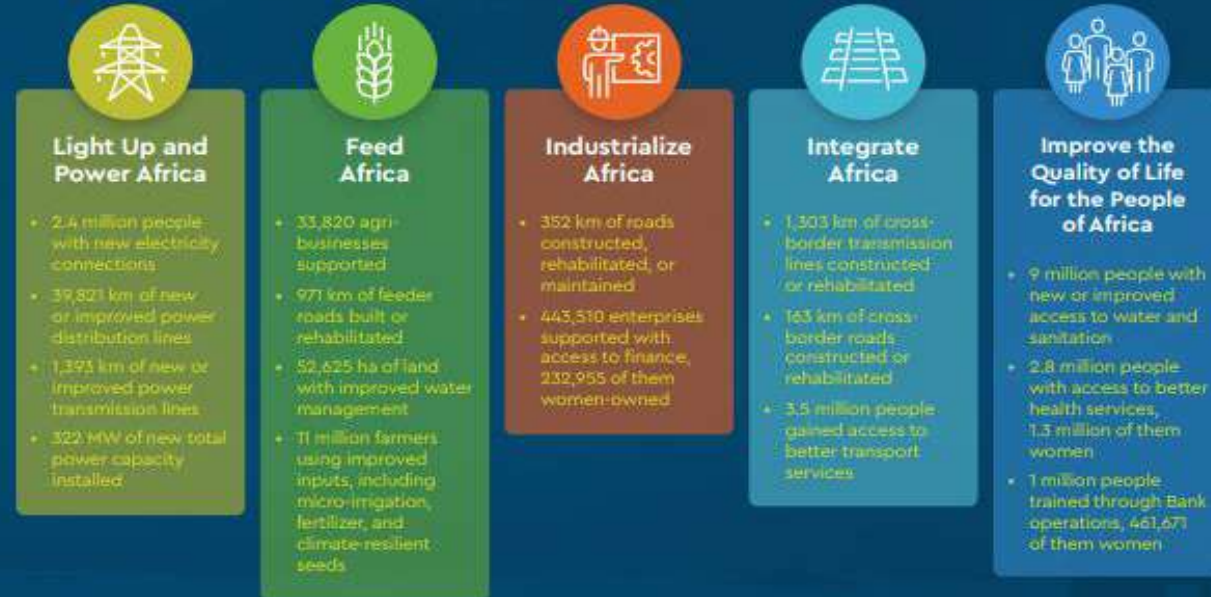 Light Up and
Power Africa
• 2.4 million people
with new electricity
connections
• 39,821 km of new
or improved power
distribution lines
• 1,393 km of new or
improved power
transmission lines
• 322 MW of new total
power capacity
installed
Feed
Africa
• 33,820 agri-
businesses
supported
• 971 km of feeder
roads built or
rehabilitated
• 52,625 ha of land
with improved water
management
• 11 million farmers
using improved
inputs, including
micro-irrigation,
fertilizer, and
climate-resilient
seeds
Industrialize
Africa
• 352 km of roads
constructed,
rehabilitated, or
maintained
• 443,510 enterprises
supported with
access to finance,
232,955 of them
women-owned
Integrate
Africa
• 1,303 km of cross-
border transmission
lines constructed
or rehabilitated
• 163 km of cross-
border roads
constructed or
rehabilitated
• 3.5 million people
gained access to
better transport
services
Improve the
Quality of Life
for the People
of Africa
• 9 million people with
new or improved
access to water and
sanitation
• 2.8 million people
with access to better
health services,
1.3 million of them
women
• 1 million people
trained through Bank
operations, 461,671
of them women